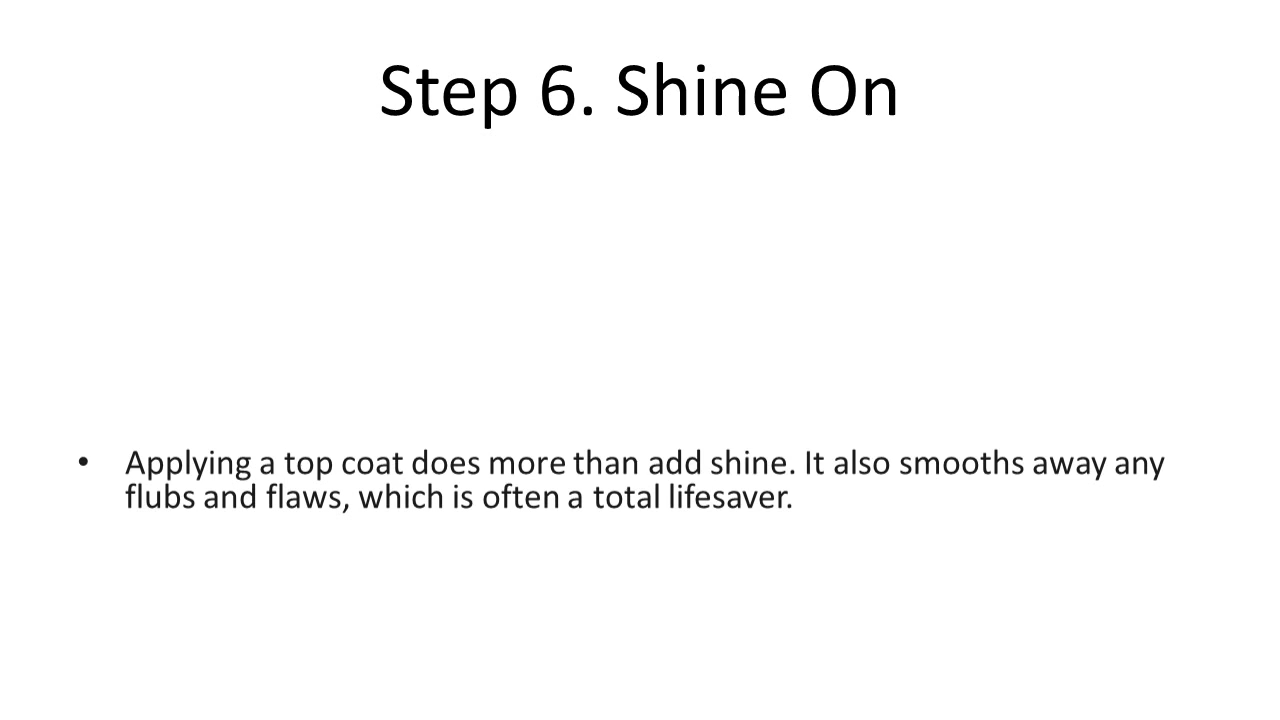 Step 6. Shine On
• Applying a top coat does more than add shine. It also smooths away any
flubs and flaws, which is often a total lifesaver.